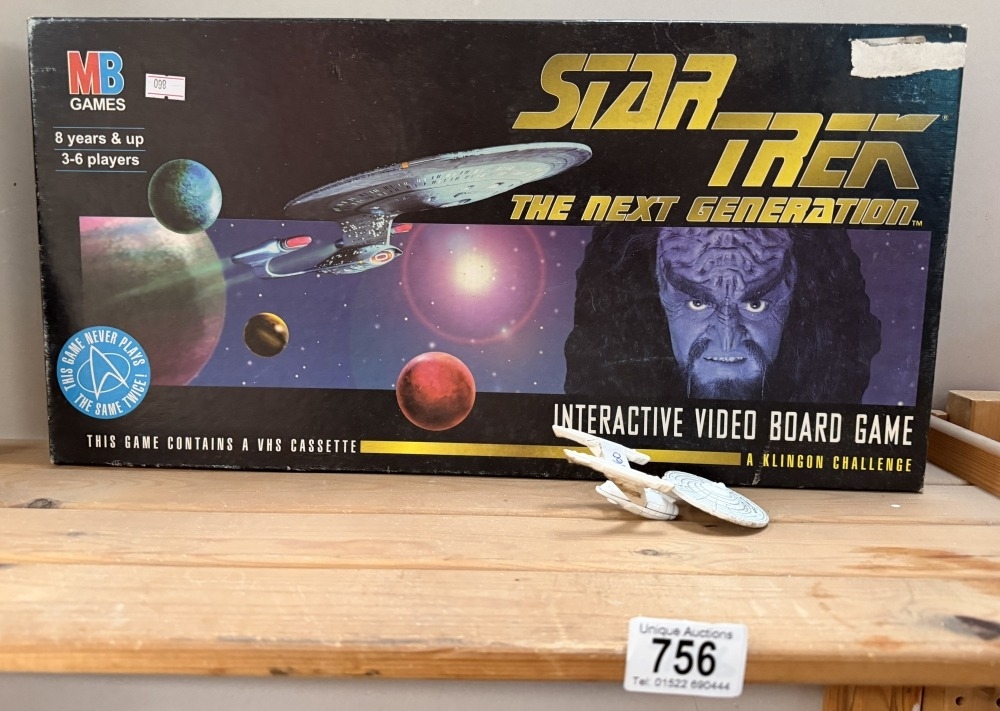 MB
GAMES
8 years & up
3-6 players
098
STAR
TREK®
THE NEXT GENERATION™
THIS GAME NEVER PLAYS
THE SAME TWICE!
INTERACTIVE VIDEO BOARD GAME
THIS GAME CONTAINS A VHS CASSETTE
A KLINGON CHALLENGE
Unique Auctions
756
Tel: 01522 690444